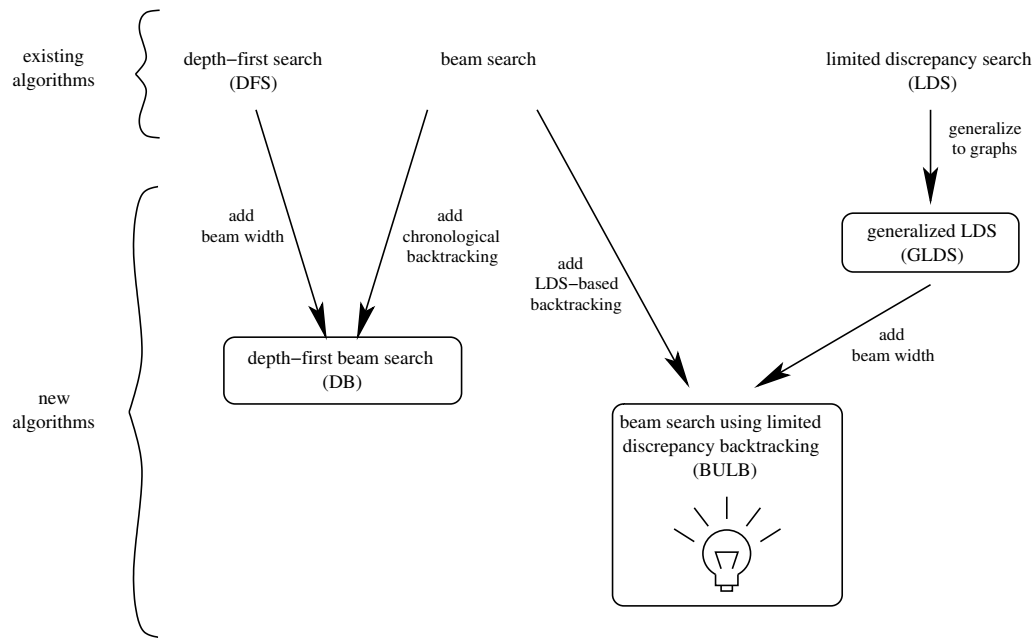 existing
algorithms
depth−first search
(DFS)
beam search
limited discrepancy search
(LDS)
generalize
to graphs
add
beam width
add
chronological
backtracking
add
LDS−based
backtracking
generalized LDS
(GLDS)
add
beam width
new
algorithms
depth−first beam search
(DB)
beam search using limited
discrepancy backtracking
(BULB)